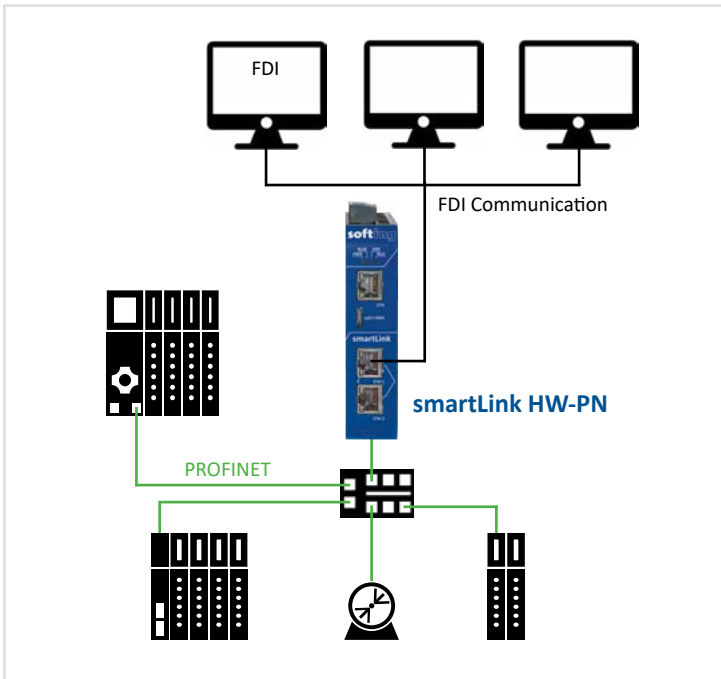 FDI
FDI Communication
softing
smartLink
smartLink HW-PN
PROFINET